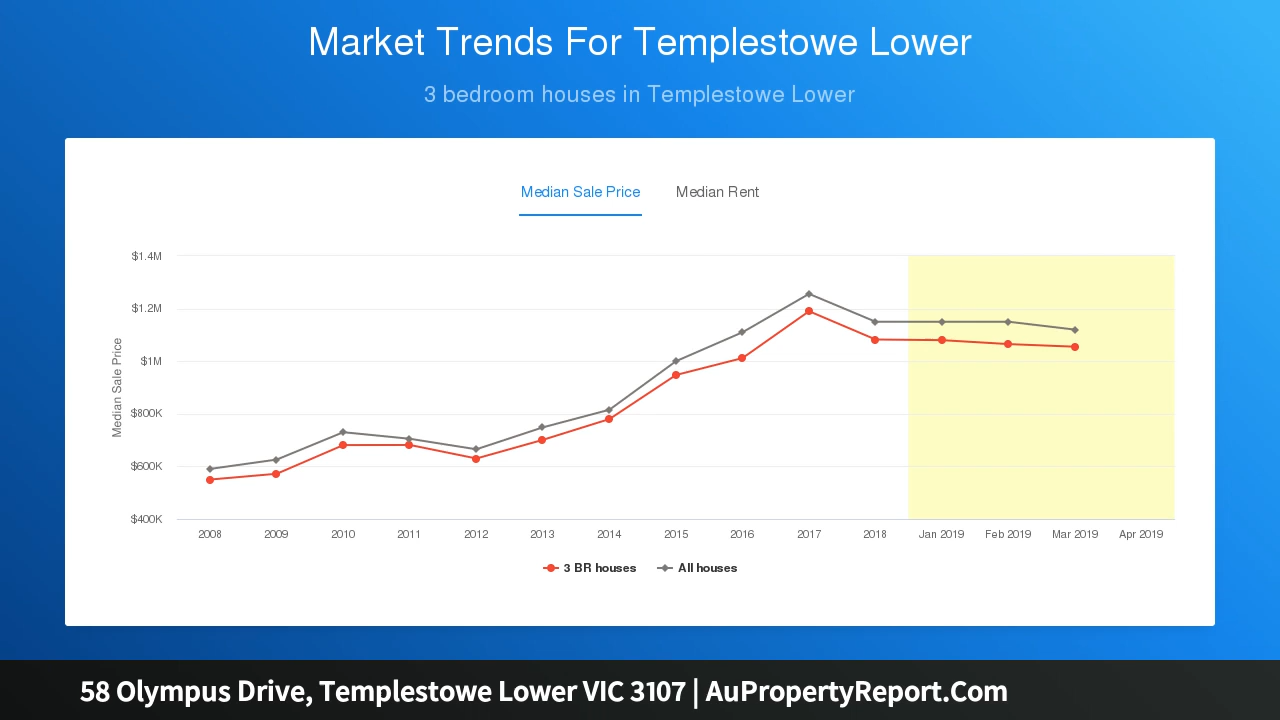 Market Trends For Templestowe Lower
3 bedroom houses in Templestowe Lower
Median Sale Price Median Rent
$1.4M
$1.2M
$1M
$800K
$600K
$400K
Median Sale Price
2008 2009 2010 2011 2012 2013 2014 2015 2016 2017 2018 Jan 2019 Feb 2019 Mar 2019 Apr 2019
3 BR houses All houses
58 Olympus Drive, Templestowe Lower VIC 3107 | AuPropertyReport.Com